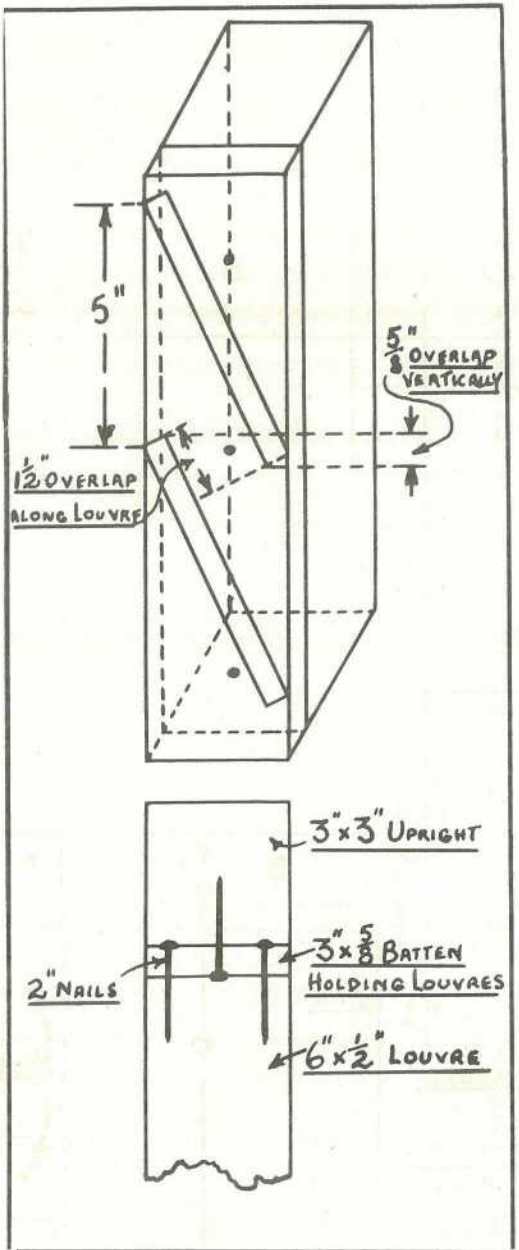 5"
5/8" OVERLAP
VERTICALLY
1/2" OVERLAP
ALONG LOUVRE
3" x 3" UPRIGHT
2" NAILS
3" x 5/8 BATTEN
HOLDING LOUVRES
6" x 1/2" LOUVRE